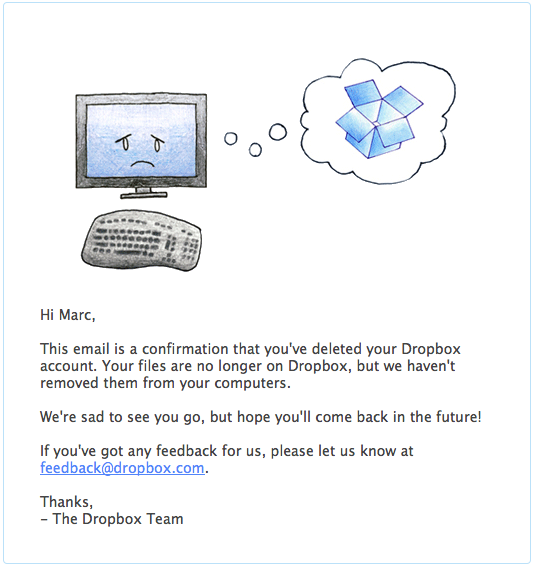 Hi Marc,
This email is a confirmation that you've deleted your Dropbox
account. Your files are no longer on Dropbox, but we haven't
removed them from your computers.
We're sad to see you go, but hope you'll come back in the future!
If you've got any feedback for us, please let us know at
feedback@dropbox.com.
Thanks,
– The Dropbox Team